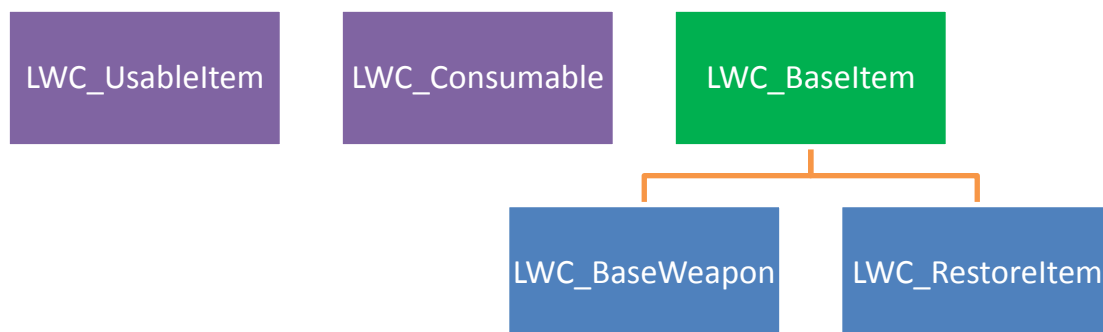 LWC_UsableItem
LWC_Consumable
LWC_BaseItem
LWC_BaseWeapon
LWC_RestoreItem